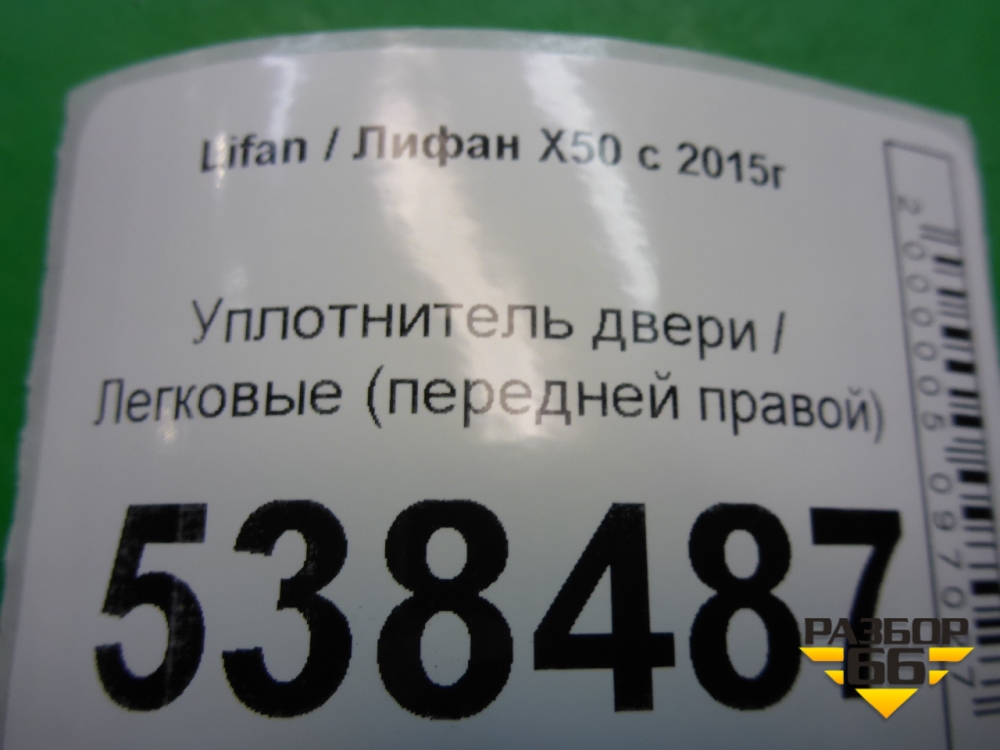 Lifan / Лифан X50 с 2015г
Уплотнитель двери /
Легковые (передней правой)
538487
РАЗБОР
66